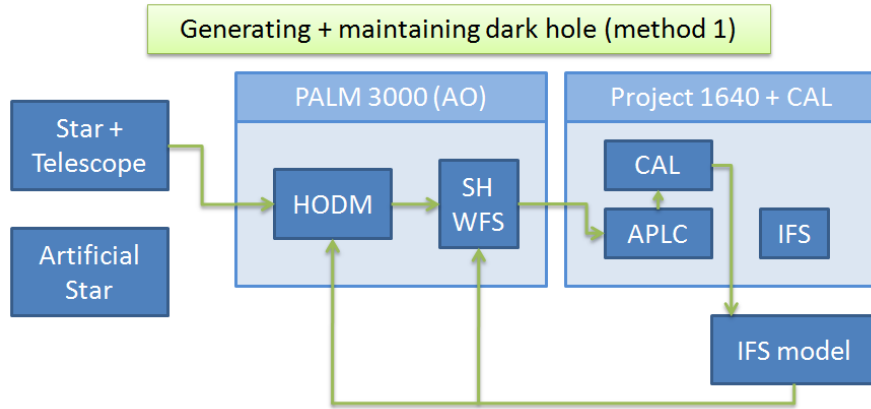 Generating + maintaining dark hole (method 1)
PALM 3000 (AO)
Project 1640 + CAL
Star +
Telescope
HODM
SH
WFS
CAL
APLC
IFS
Artificial
Star
IFS model